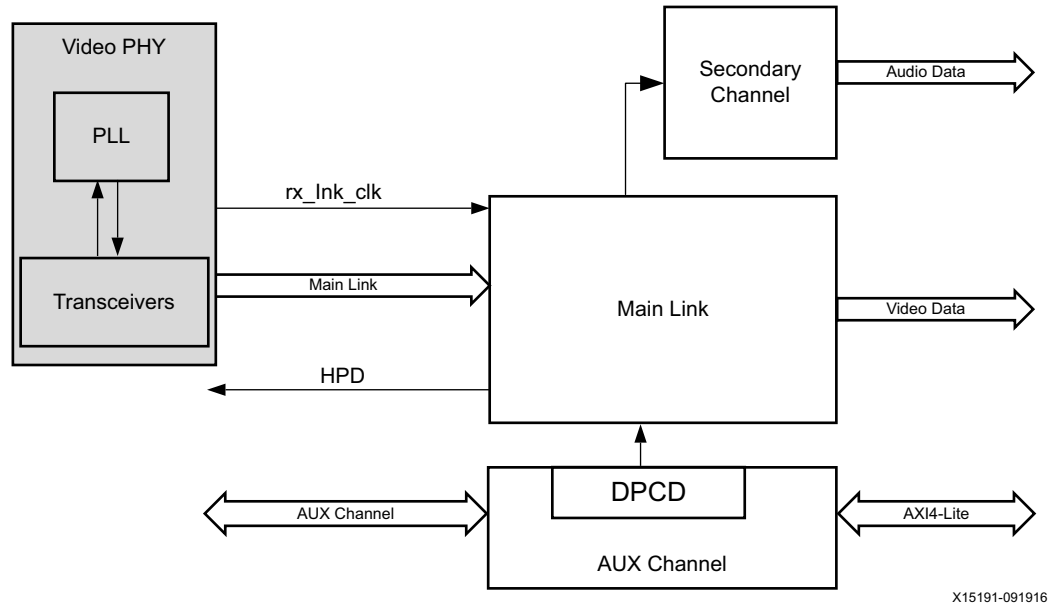 Video PHY
PLL
Transceivers
rx_lnk_clk
Main Link
HPD
Secondary
Channel
Audio Data
Main Link
Video Data
DPCD
AUX Channel
AUX Channel
AXI4-Lite
X15191-091916